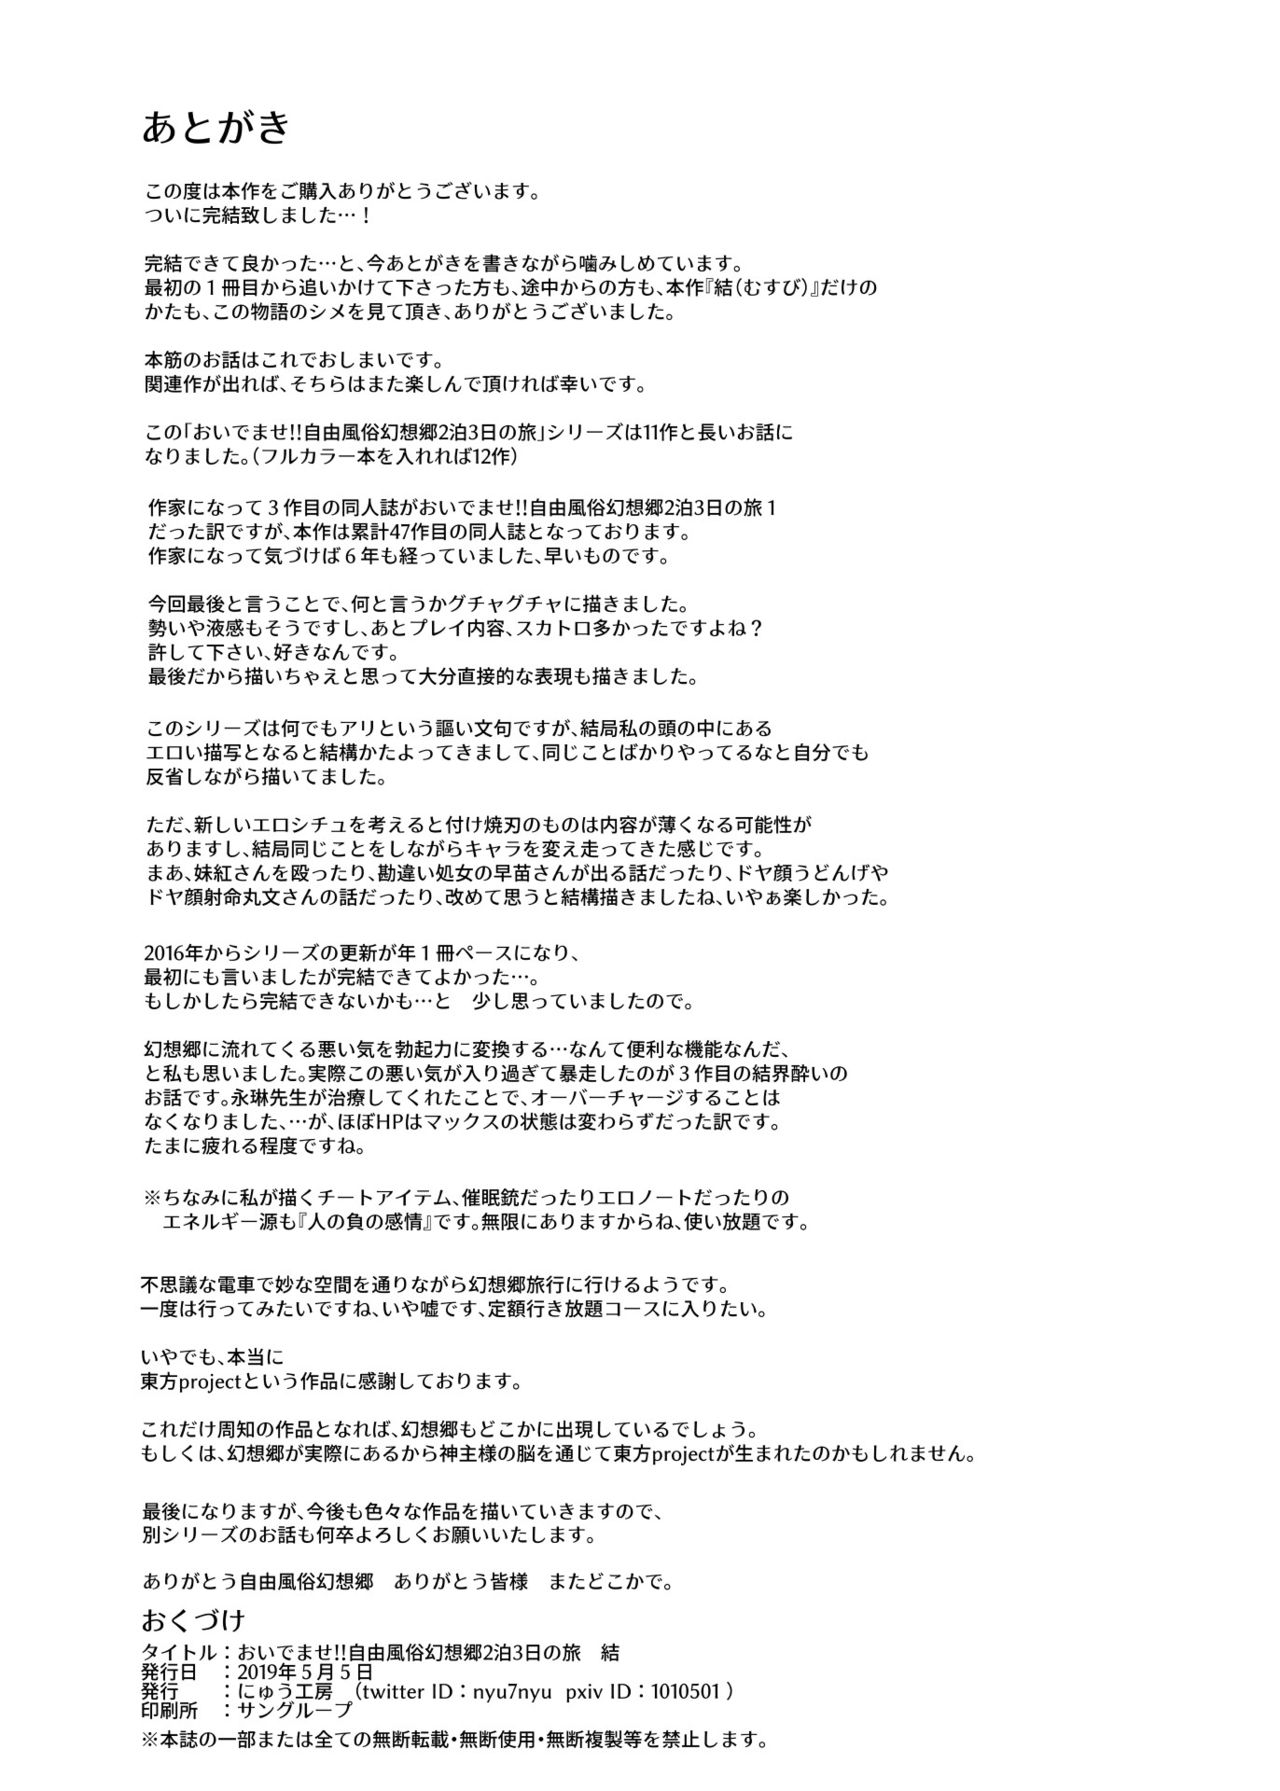 あとがき
この度は本作をご購入ありがとうございます。
ついに完結致しました…！
完結できて良かった…と、今あとがきを書きながら噛みしめています。
最初の１冊目から追いかけて下さった方も、途中からの方も、本作『結（むすび）』だけの
かたも、この物語のシメを見て頂き、ありがとうございました。
本筋のお話はこれでおしまいです。
関連作が出れば、そちらはまた楽しんで頂ければ幸いです。
この「おいでませ!!自由風俗幻想郷2泊3日の旅」シリーズは11作と長いお話に
なりました。（フルカラー本を入れれば12作）
作家になって３作目の同人誌がおいでませ!!自由風俗幻想郷2泊3日の旅１
だった訳ですが、本作は累計47作目の同人誌となっております。
作家になって気づけば６年も経っていました、早いものです。
今回最後と言うことで、何と言うかグチャグチャに描きました。
勢いや液感もそうですし、あとプレイ内容、スカトロ多かったですよね？
許して下さい、好きなんです。
最後だから描いちゃえと思って大分直接的な表現も描きました。
このシリーズは何でもアリという謳い文句ですが、結局私の頭の中にある
エロい描写となると結構かたよってきまして、同じことばかりやってるなと自分でも
反省しながら描いてました。
ただ、新しいエロシチュを考えると付け焼刃のものは内容が薄くなる可能性が
ありますし、結局同じことをしながらキャラを変え走ってきた感じです。
まあ、妹紅さんを殴ったり、勘違い処女の早苗さんが出る話だったり、ドヤ顔うどんげや
ドヤ顔射命丸文さんの話だったり、改めて思うと結構描きましたね、いやぁ楽しかった。
2016年からシリーズの更新が年１冊ペースになり、
最初にも言いましたが完結できてよかった…。
もしかしたら完結できないかも…と　少し思っていましたので。
幻想郷に流れてくる悪い気を勃起力に変換する…なんて便利な機能なんだ、
と私も思いました。実際この悪い気が入り過ぎて暴走したのが３作目の結界酔いの
お話です。永琳先生が治療してくれたことで、オーバーチャージすることは
なくなりました、…が、ほぼHPはマックスの状態は変わらずだった訳です。
たまに疲れる程度ですね。
※ちなみに私が描くチートアイテム、催眠銃だったりエロノートだったりの
エネルギー源も『人の負の感情』です。無限にありますからね、使い放題です。
不思議な電車で妙な空間を通りながら幻想郷旅行に行けるようです。
一度は行ってみたいですね、いや嘘です、定額行き放題コースに入りたい。
いやでも、本当に
東方projectという作品に感謝しております。
これだけ周知の作品となれば、幻想郷もどこかに出現しているでしょう。
もしくは、幻想郷が実際にあるから神主様の脳を通じて東方projectが生まれたのかもしれません。
最後になりますが、今後も色々な作品を描いていきますので、
別シリーズのお話も何卒よろしくお願いいたします。
ありがとう自由風俗幻想郷　ありがとう皆様　またどこかで。
おくづけ
タイトル：おいでませ!!自由風俗幻想郷2泊3日の旅　結
発行日　：2019年５月５日
発行　　：にゅう工房　（twitter ID：nyu7nyu  pxiv ID：1010501）
印刷所　：サングループ
※本誌の一部または全ての無断転載・無断使用・無断複製等を禁止します。